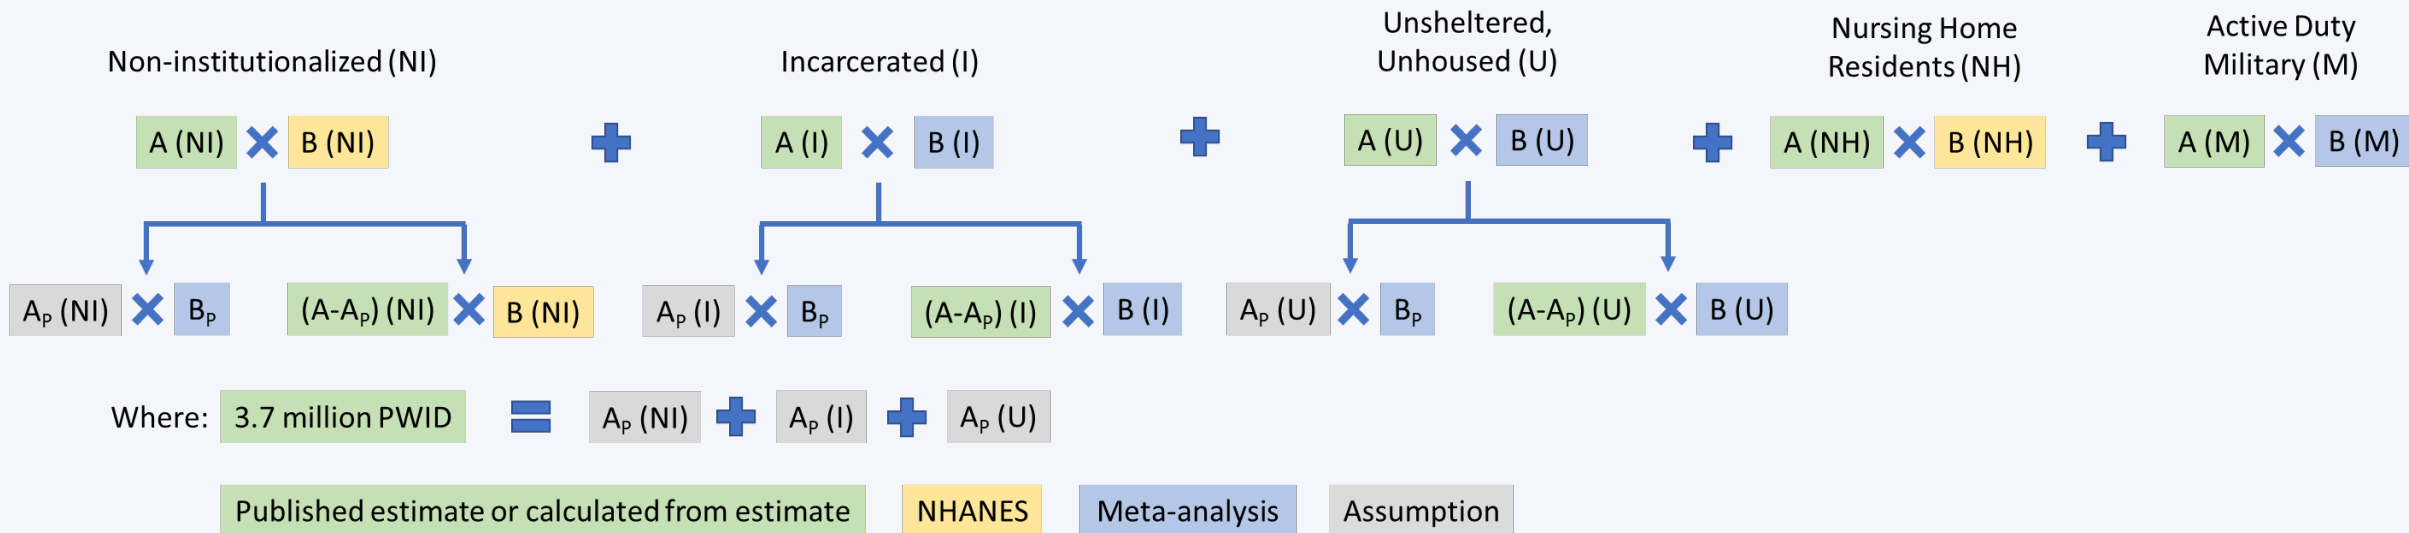 Non-institutionalized (NI)
Incarcerated (I)
Unsheltered,
Unhoused (U)
Nursing Home
Residents (NH)
Active Duty
Military (M)
A (NI) × B (NI) + A (I) × B (I) + A (U) × B (U) + A (NH) × B (NH) + A (M) × B (M)
Aₚ (NI) × Bₚ (A-Aₚ) (NI) × B (NI) Aₚ (I) × Bₚ (A-Aₚ) (I) × B (I) Aₚ (U) × Bₚ (A-Aₚ) (U) × B (U)
Where: 3.7 million PWID = Aₚ (NI) + Aₚ (I) + Aₚ (U)
Published estimate or calculated from estimate NHANES Meta-analysis Assumption